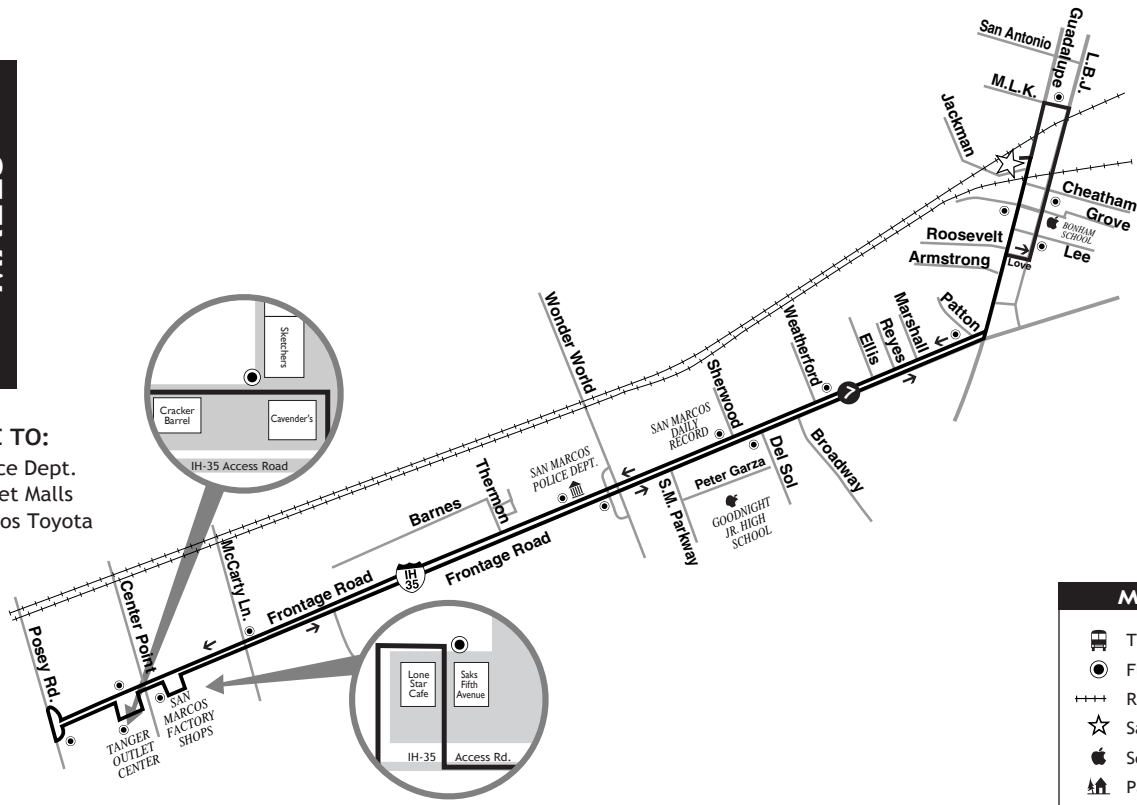 San Antonio
Guadalupe
L.B.J.
M.L.K.
Jackman
Cheatham
Grove
BONHAM
SCHOOL
Roosevelt
Lee
Love
Armstrong
Patton
Marshall
Reyes
Ellis
Weatherford
7
Wonder World
Sherwood
SAN MARCOS
DAILY
RECORD
Broadway
Del Sol
Peter Garza
S.M. Parkway
GOODNIGHT
JR. HIGH
SCHOOL
SAN MARCOS
POLICE DEPT.
Thermon
Barnes
Frontage Road
IH
35
Frontage Road
McCarty Ln.
Center Point
Posey Rd.
SAN
MARCOS
FACTORY
SHOPS
TANGER
OUTLET
CENTER
Sketchers
Cracker
Barrel
Cavender's
IH-35 Access Road
Lone
Star
Cafe
Saks
Fifth
Avenue
IH-35 Access Rd.
TO:
ce Dept.
et Malls
os Toyota
M
T
F
R
Sa
Sc
P